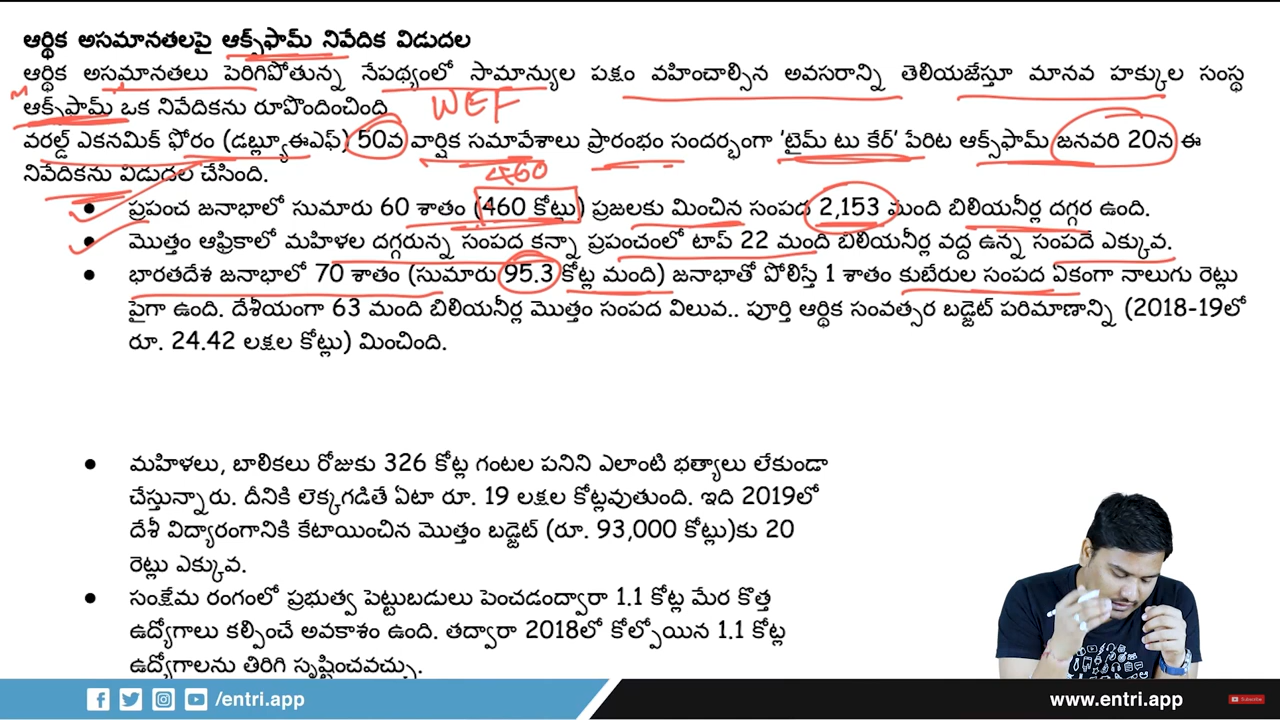 ఆర్థిక అసమానతలపై ఆక్స్‌ఫామ్ నివేదిక విడుదల
ఆర్థిక అసమానతలు పెరిగిపోతున్న నేపథ్యంలో సామాన్యుల పక్షం వహించాల్సిన అవసరాన్ని తెలియజేస్తూ మానవ హక్కుల సంస్థ
ఆక్స్‌ఫామ్ ఒక నివేదికను రూపొందించింది
WEF
వరల్డ్ ఎకనమిక్ ఫోరం (డబ్ల్యూఈఎఫ్) 50వ వార్షిక సమావేశాలు ప్రారంభం సందర్భంగా ‘టైమ్ టు కేర్’ పేరిట ఆక్స్‌ఫామ్ జనవరి 20న ఈ
నివేదికను విడుదల చేసింది.
460
● ప్రపంచ జనాభాలో సుమారు 60 శాతం (460 కోట్లు) ప్రజలకు మించిన సంపద 2,153 మంది బిలియనీర్ల దగ్గర ఉంది.
● మొత్తం ఆఫ్రికాలో మహిళల దగ్గరున్న సంపద కన్నా ప్రపంచంలో టాప్ 22 మంది బిలియనీర్ల వద్ద ఉన్న సంపదే ఎక్కువ.
● భారతదేశ జనాభాలో 70 శాతం (సుమారు 95.3 కోట్ల మంది) జనాభాతో పోలిస్తే 1 శాతం కుబేరుల సంపద ఏకంగా నాలుగు రెట్లు
పైగా ఉంది. దేశీయంగా 63 మంది బిలియనీర్ల మొత్తం సంపద విలువ.. పూర్తి ఆర్థిక సంవత్సర బడ్జెట్ పరిమాణాన్ని (2018-19లో
రూ. 24.42 లక్షల కోట్లు) మించింది.
● మహిళలు, బాలికలు రోజుకు 326 కోట్ల గంటల పనిని ఎలాంటి భత్యాలు లేకుండా
చేస్తున్నారు. దీనికి లెక్కగడితే ఏటా రూ. 19 లక్షల కోట్లవుతుంది. ఇది 2019లో
దేశీ విద్యారంగానికి కేటాయించిన మొత్తం బడ్జెట్ (రూ. 93,000 కోట్లు)కు 20
రెట్లు ఎక్కువ.
● సంక్షేమ రంగంలో ప్రభుత్వ పెట్టుబడులు పెంచడంద్వారా 1.1 కోట్ల మేర కొత్త
ఉద్యోగాలు కల్పించే అవకాశం ఉంది. తద్వారా 2018లో కోల్పోయిన 1.1 కోట్ల
ఉద్యోగాలను తిరిగి సృష్టించవచ్చు.
/entri.app
www.entri.app
Subscribe